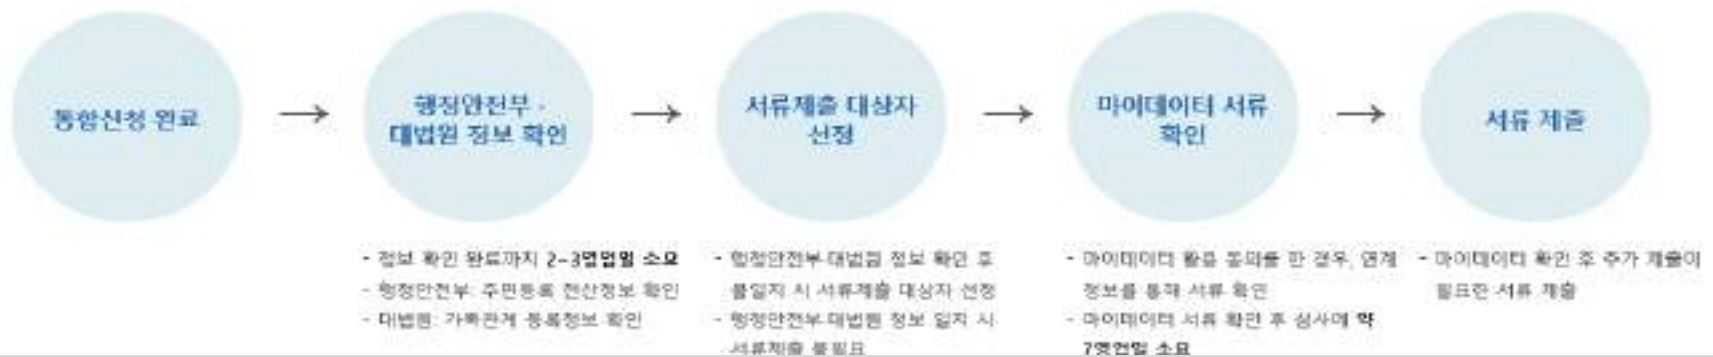 통합신청 완료
행정안전부 ·
대법원 정보 확인
서류제출 대상자
선정
마이데이터 서류
확인
서류 제출
- 정보 확인 완료까지 2~3영업일 소요
- 행정안전부: 주민등록 전산정보 확인
- 대법원: 가족관계 등록정보 확인
- 행정안전부·대법원 정보 확인 후
불일치 시 서류제출 대상자 선정
- 행정안전부·대법원 정보 일치 시
서류제출 불필요
- 마이데이터 활용 동의를 한 경우, 연계
정보를 통해 서류 확인
- 마이데이터 서류 확인 후 심사에 약
7영업일 소요
- 마이데이터 확인 후 추가 제출이
필요한 서류 제출